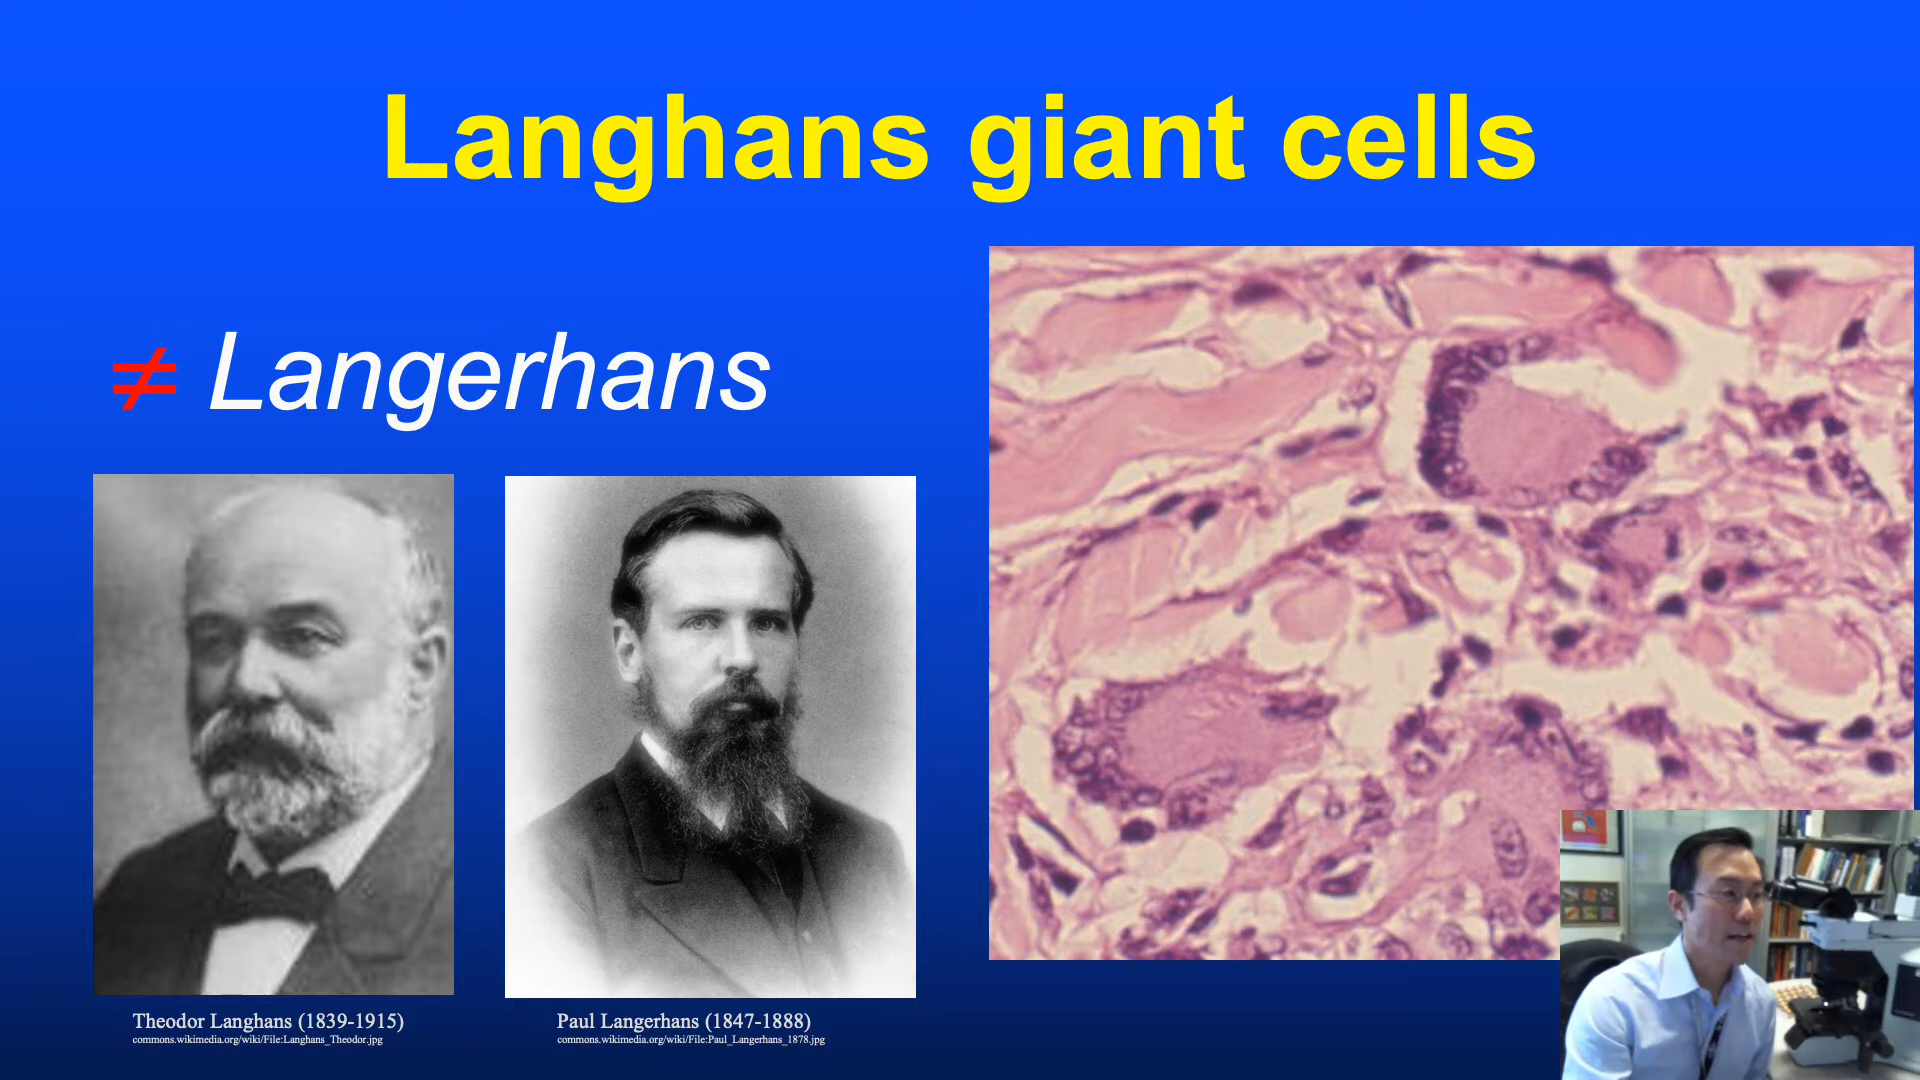 Langhans giant cells
≠ Langerhans
Theodor Langhans (1839-1915)
commons.wikimedia.org/wiki/File:Langhans_Theodor.jpg
Paul Langerhans (1847-1888)
commons.wikimedia.org/wiki/File:Paul_Langerhans_1878.jpg